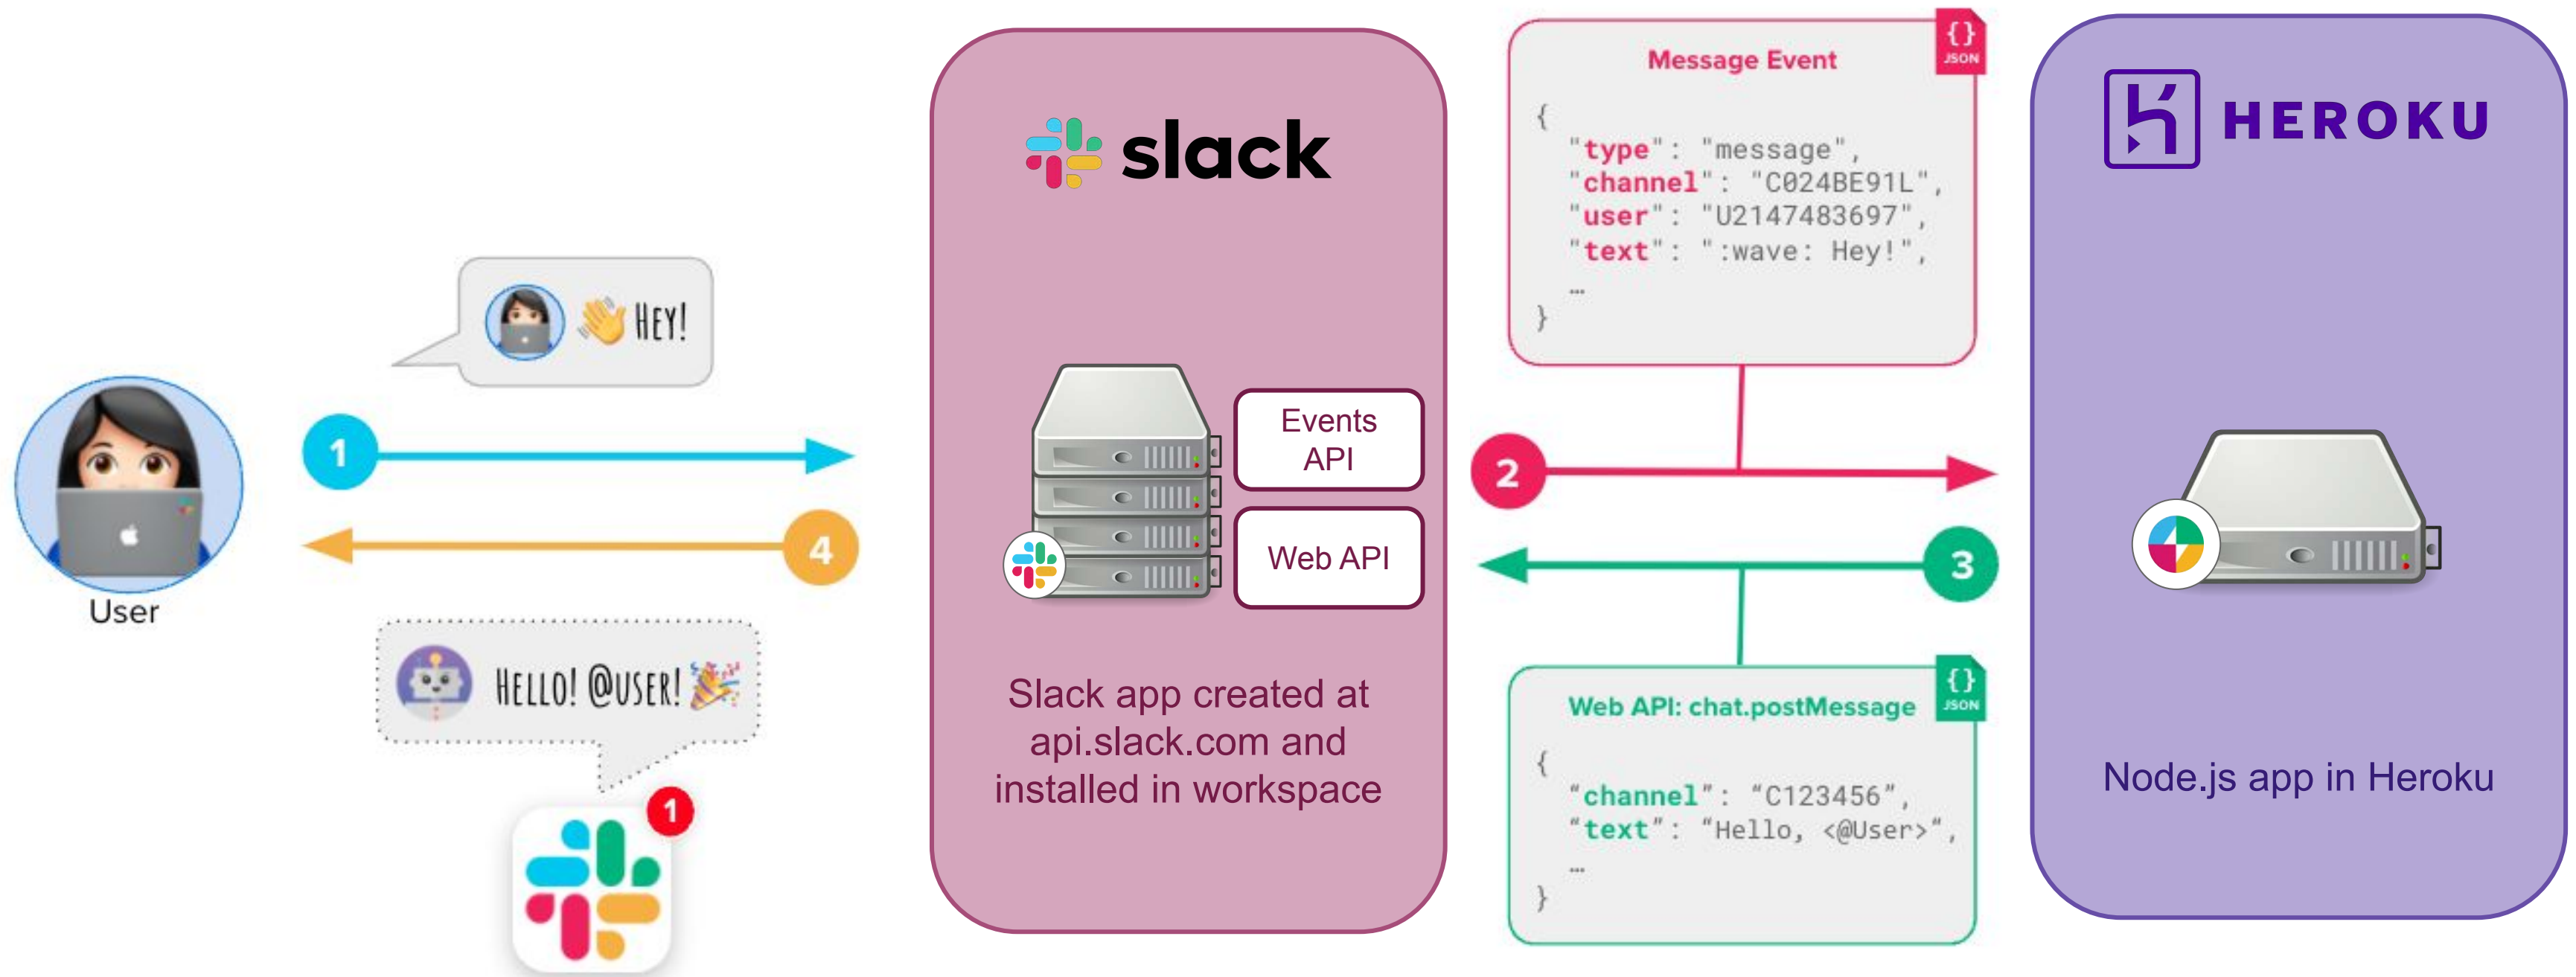 HEY!
1
4
User
HELLO! @USER!
1
slack
Events
API
Web API
Slack app created at
api.slack.com and
installed in workspace
{}
JSON
Message Event
{
"type": "message",
"channel": "C024BE91L",
"user": "U2147483697",
"text": ":wave: Hey!",
…
}
2
3
{}
JSON
Web API: chat.postMessage
{
“channel”: “C123456”,
“text”: “Hello, <@User>”,
…
}
HEROKU
Node.js app in Heroku